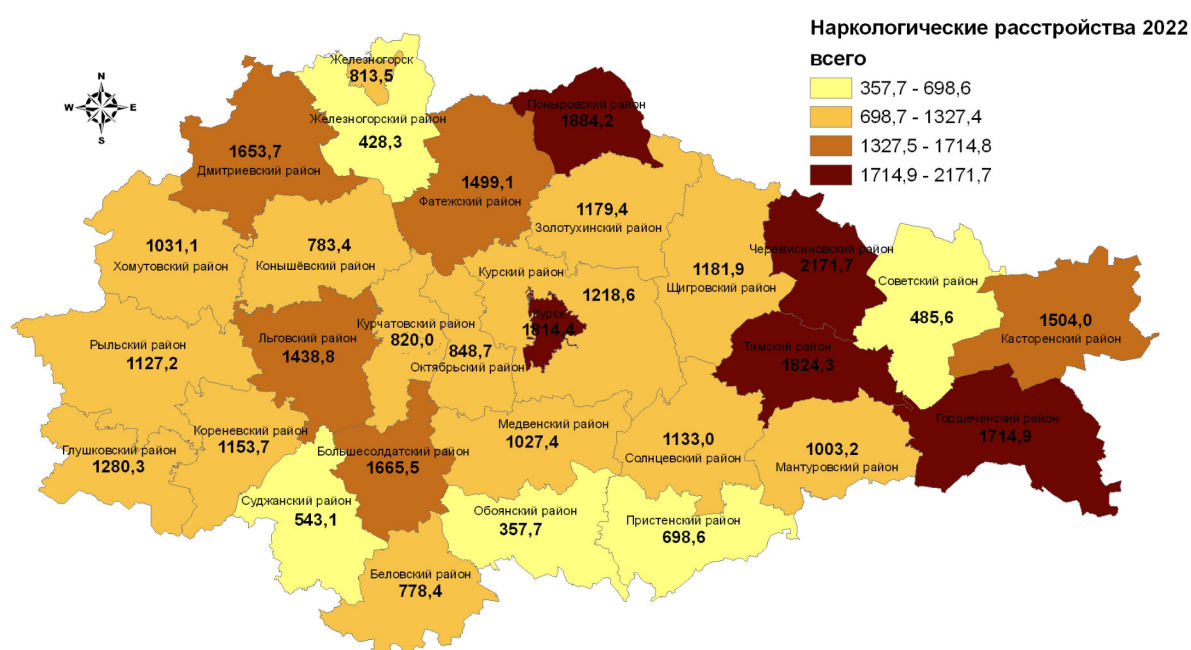 Наркологические расстройства 2022
всего
357,7 - 698,6
698,7 - 1327,4
1327,5 - 1714,8
1714,9 - 2171,7
N
W
E
S
Железногорск
813,5
Железногорский район
428,3
Поныровский район
1884,2
1653,7
Дмитриевский район
1499,1
Фатежский район
1179,4
Золотухинский район
1031,1
Хомутовский район
783,4
Конышёвский район
Курский район
1218,6
1181,9
Щигровский район
Черемисиновский район
2171,7
Советский район
485,6
1504,0
Касторенский район
Рыльский район
1127,2
Льговский район
1438,8
Курчатовский район
820,0
848,7
Октябрьский район
Курск
1814,4
Тимский район
1824,3
Горшеченский район
1714,9
Глушковский район
1280,3
Кореневский район
1153,7
Большесолдатский район
1665,5
Медвенский район
1027,4
1133,0
Солнцевский район
1003,2
Мантуровский район
Суджанский район
543,1
Обоянский район
357,7
Пристенский район
698,6
Беловский район
778,4